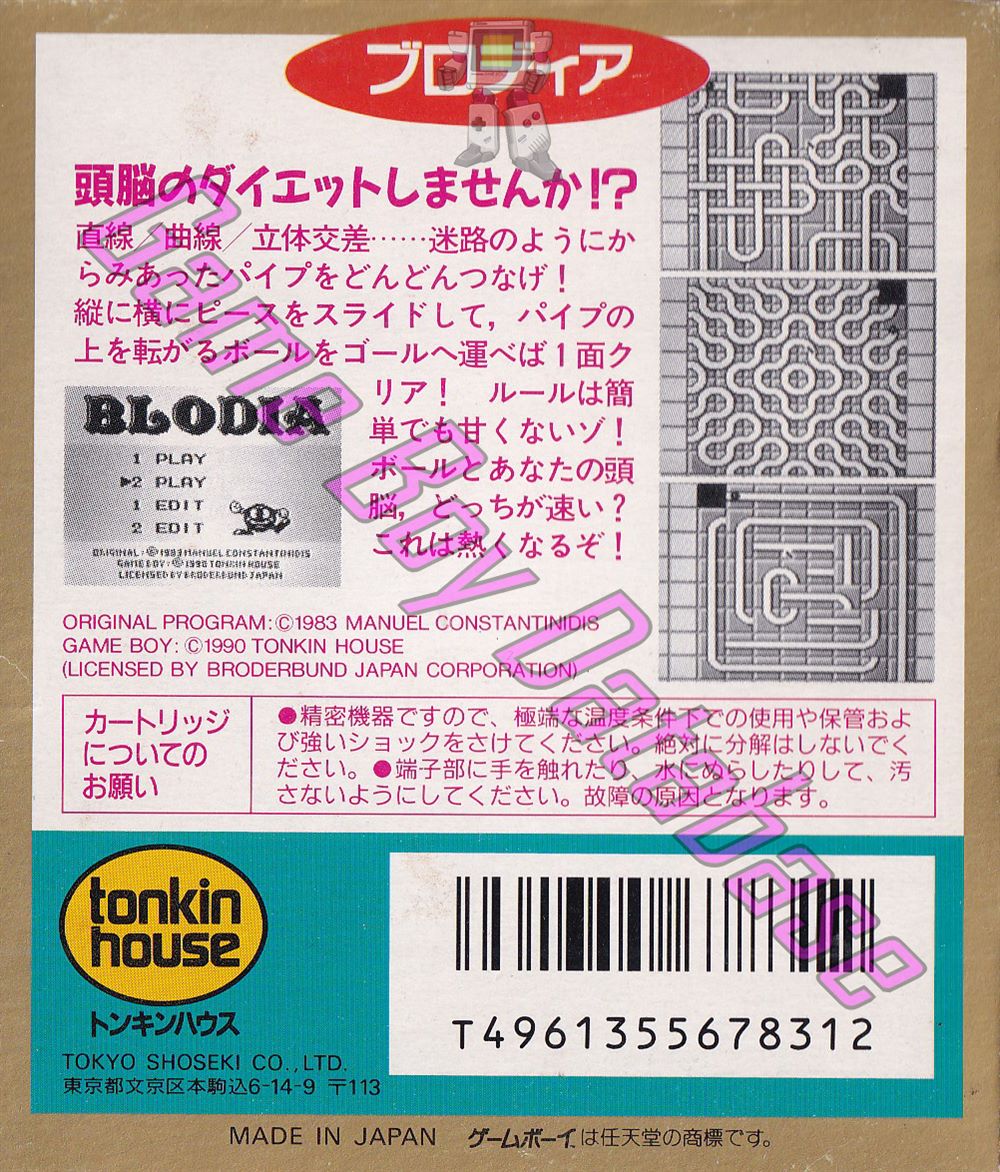 ブロディア
頭脳のダイエットしませんか!?
直線／曲線／立体交差……迷路のようにか
らみあったパイプをどんどんつなげ！
縦に横にピースをスライドして，パイプの
上を転がるボールをゴールへ運べば1面ク
リア！　ルールは簡
単でも甘くないゾ！
ボールとあなたの頭
脳，どっちが速い？
これは熱くなるぞ！
BLODIA
1 PLAY
▶2 PLAY
1 EDIT
2 EDIT
ORIGINAL:©1983 MANUEL CONSTANTINIDIS
GAME BOY:©1990 TONKIN HOUSE
LICENSED BY BRODERBUND JAPAN
ORIGINAL PROGRAM:©1983 MANUEL CONSTANTINIDIS
GAME BOY: ©1990 TONKIN HOUSE
(LICENSED BY BRODERBUND JAPAN CORPORATION)
カートリッジ
についての
お願い
●精密機器ですので、極端な温度条件下での使用や保管およ
び強いショックをさけてください。絶対に分解はしないでく
ださい。●端子部に手を触れたり、水にぬらしたりして、汚
さないようにしてください。故障の原因となります。
tonkin
house
トンキンハウス
TOKYO SHOSEKI CO.,LTD.
東京都文京区本駒込6-14-9 〒113
T4961355678312
MADE IN JAPAN ゲームボーイは任天堂の商標です。
Game Boy Database